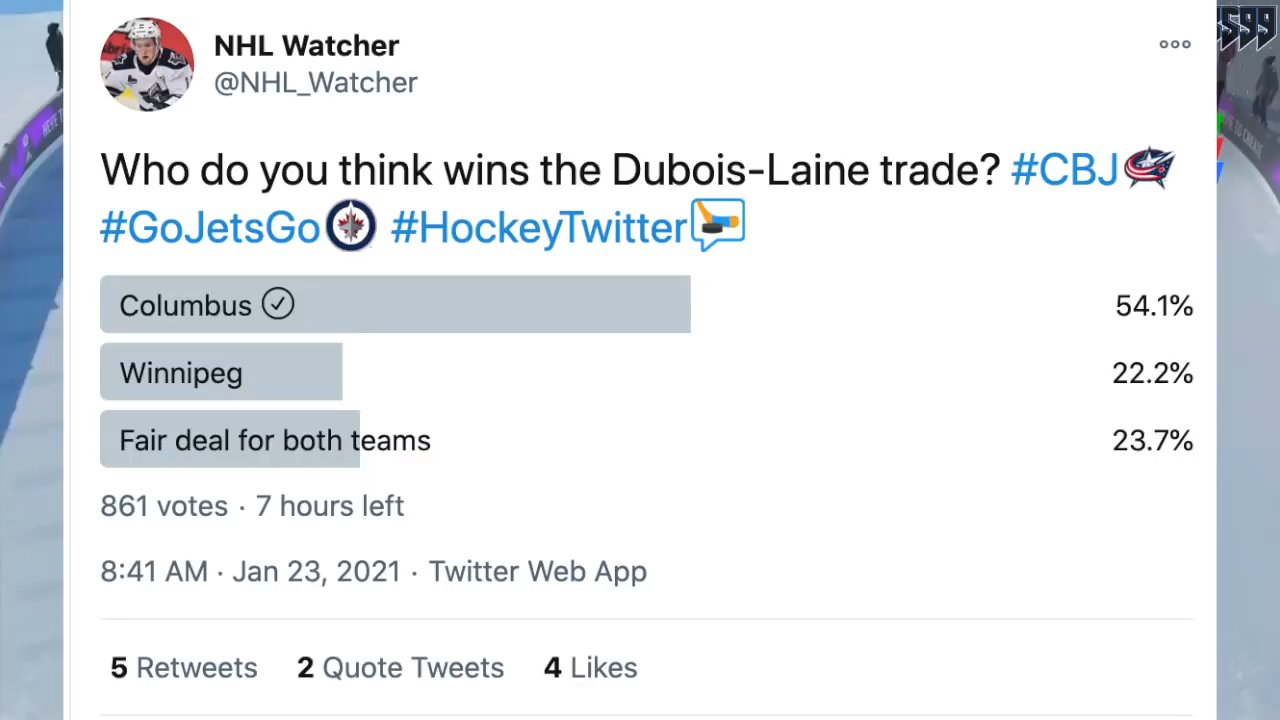 NHL Watcher
@NHL_Watcher
Who do you think wins the Dubois-Laine trade? #CBJ
#GoJetsGo #HockeyTwitter
Columbus 54.1%
Winnipeg 22.2%
Fair deal for both teams 23.7%
861 votes · 7 hours left
8:41 AM · Jan 23, 2021 · Twitter Web App
5 Retweets 2 Quote Tweets 4 Likes